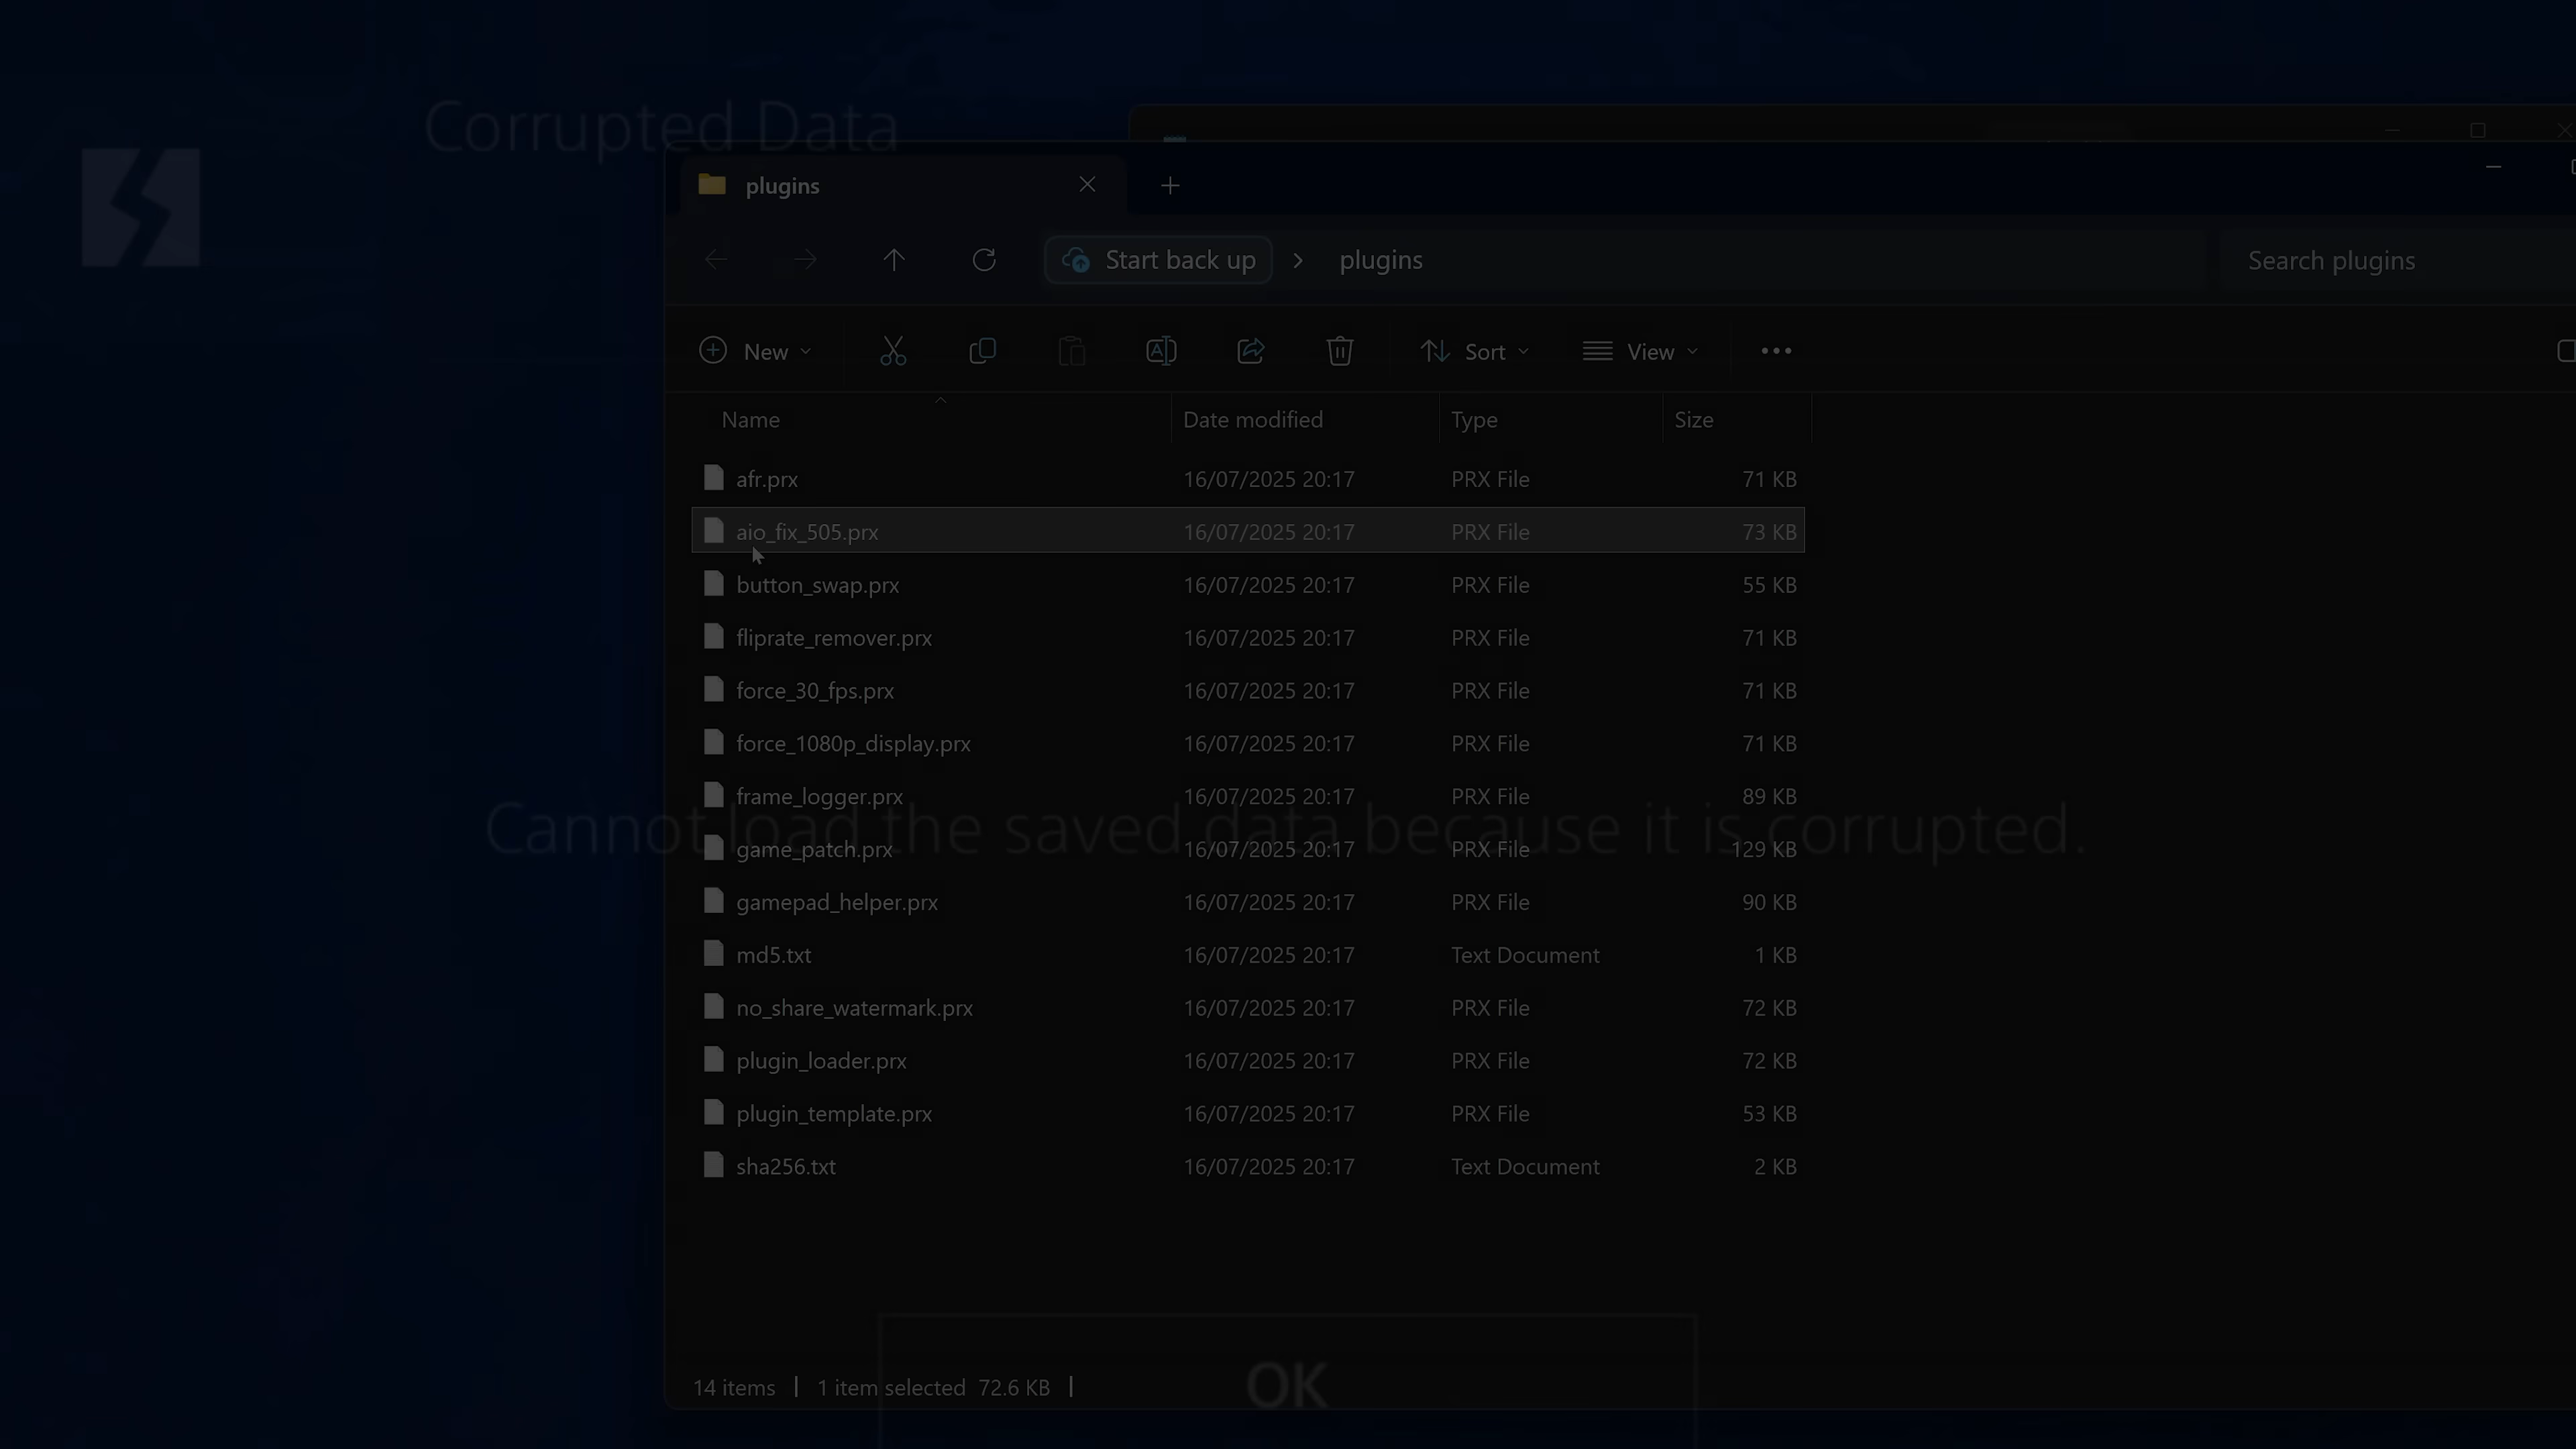 Corrupted Data
plugins
Start back up > plugins
Search plugins
New
Sort
View
Name Date modified Type Size
afr.prx 16/07/2025 20:17 PRX File 71 KB
aio_fix_505.prx 16/07/2025 20:17 PRX File 73 KB
button_swap.prx 16/07/2025 20:17 PRX File 55 KB
fliprate_remover.prx 16/07/2025 20:17 PRX File 71 KB
force_30_fps.prx 16/07/2025 20:17 PRX File 71 KB
force_1080p_display.prx 16/07/2025 20:17 PRX File 71 KB
frame_logger.prx 16/07/2025 20:17 PRX File 89 KB
Cannot load the saved data because it is corrupted.
game_patch.prx 16/07/2025 20:17 PRX File 129 KB
gamepad_helper.prx 16/07/2025 20:17 PRX File 90 KB
md5.txt 16/07/2025 20:17 Text Document 1 KB
no_share_watermark.prx 16/07/2025 20:17 PRX File 72 KB
plugin_loader.prx 16/07/2025 20:17 PRX File 72 KB
plugin_template.prx 16/07/2025 20:17 PRX File 53 KB
sha256.txt 16/07/2025 20:17 Text Document 2 KB
14 items | 1 item selected 72.6 KB |
OK